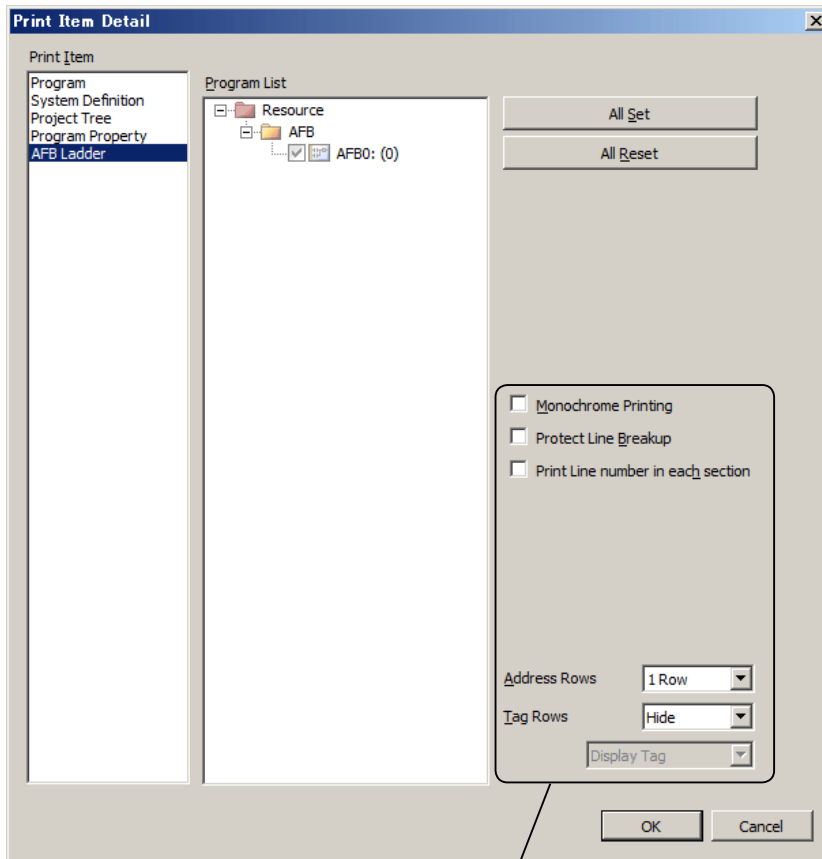 Print Item Detail
Print Item
Program
System Definition
Project Tree
Program Property
AFB Ladder
Program List
Resource
AFB
AFB0: (0)
All Set
All Reset
Monochrome Printing
Protect Line Breakup
Print Line number in each section
Address Rows
1 Row
Tag Rows
Hide
Display Tag
OK
Cancel